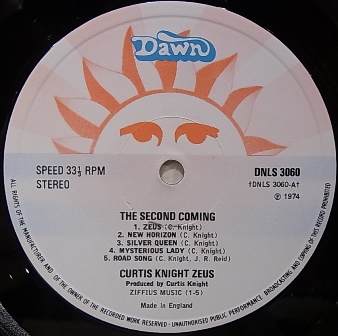 Dawn
SPEED 33⅓ RPM
STEREO
DNLS 3060
†DNLS 3060-A†
℗ 1974
THE SECOND COMING
1. ZEUS (C. Knight)
2. NEW HORIZON (C. Knight)
3. SILVER QUEEN (C. Knight)
4. MYSTERIOUS LADY (C. Knight)
5. ROAD SONG (C. Knight, J. R. Reid)
CURTIS KNIGHT ZEUS
Produced by Curtis Knight
ZIFFIUS MUSIC (1-5)
Made in England
ALL RIGHTS OF THE MANUFACTURER AND OF THE OWNER OF THE RECORDED WORK RESERVED - UNAUTHORISED PUBLIC PERFORMANCE, BROADCASTING AND COPYING OF THIS RECORD PROHIBITED